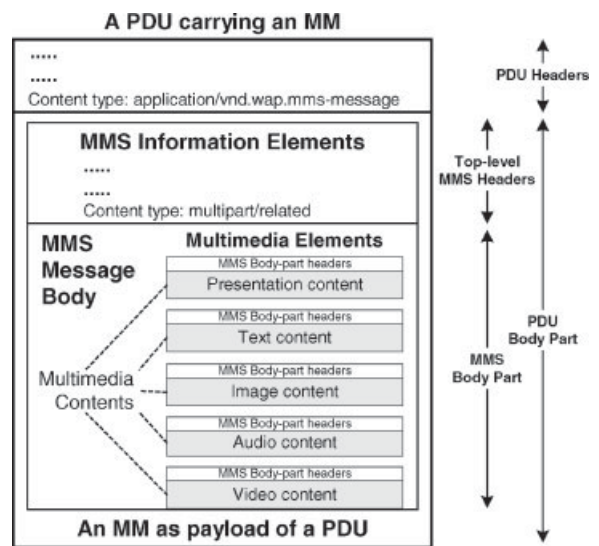 A PDU carrying an MM
.....
.....
Content type: application/vnd.wap.mms-message
PDU Headers
MMS Information Elements
.....
.....
Content type: multipart/related
Top-level
MMS Headers
MMS
Message
Body
Multimedia Elements
MMS Body-part headers
Presentation content
MMS Body-part headers
Text content
MMS Body-part headers
Image content
MMS Body-part headers
Audio content
MMS Body-part headers
Video content
Multimedia
Contents
MMS
Body Part
PDU
Body Part
An MM as payload of a PDU